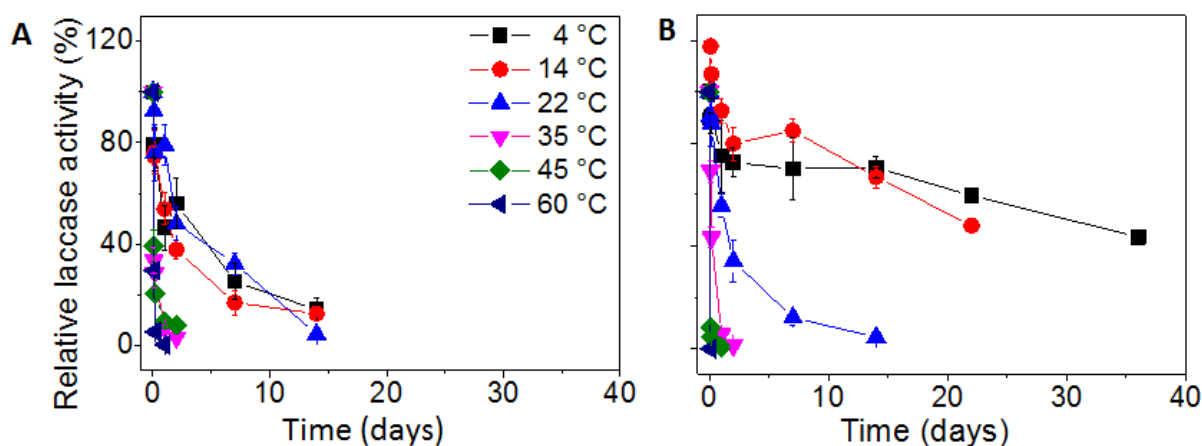 A
B
Relative laccase activity (%)
120
80
40
0
4 °C
14 °C
22 °C
35 °C
45 °C
60 °C
0 10 20 30 40
Time (days)
0 10 20 30 40
Time (days)